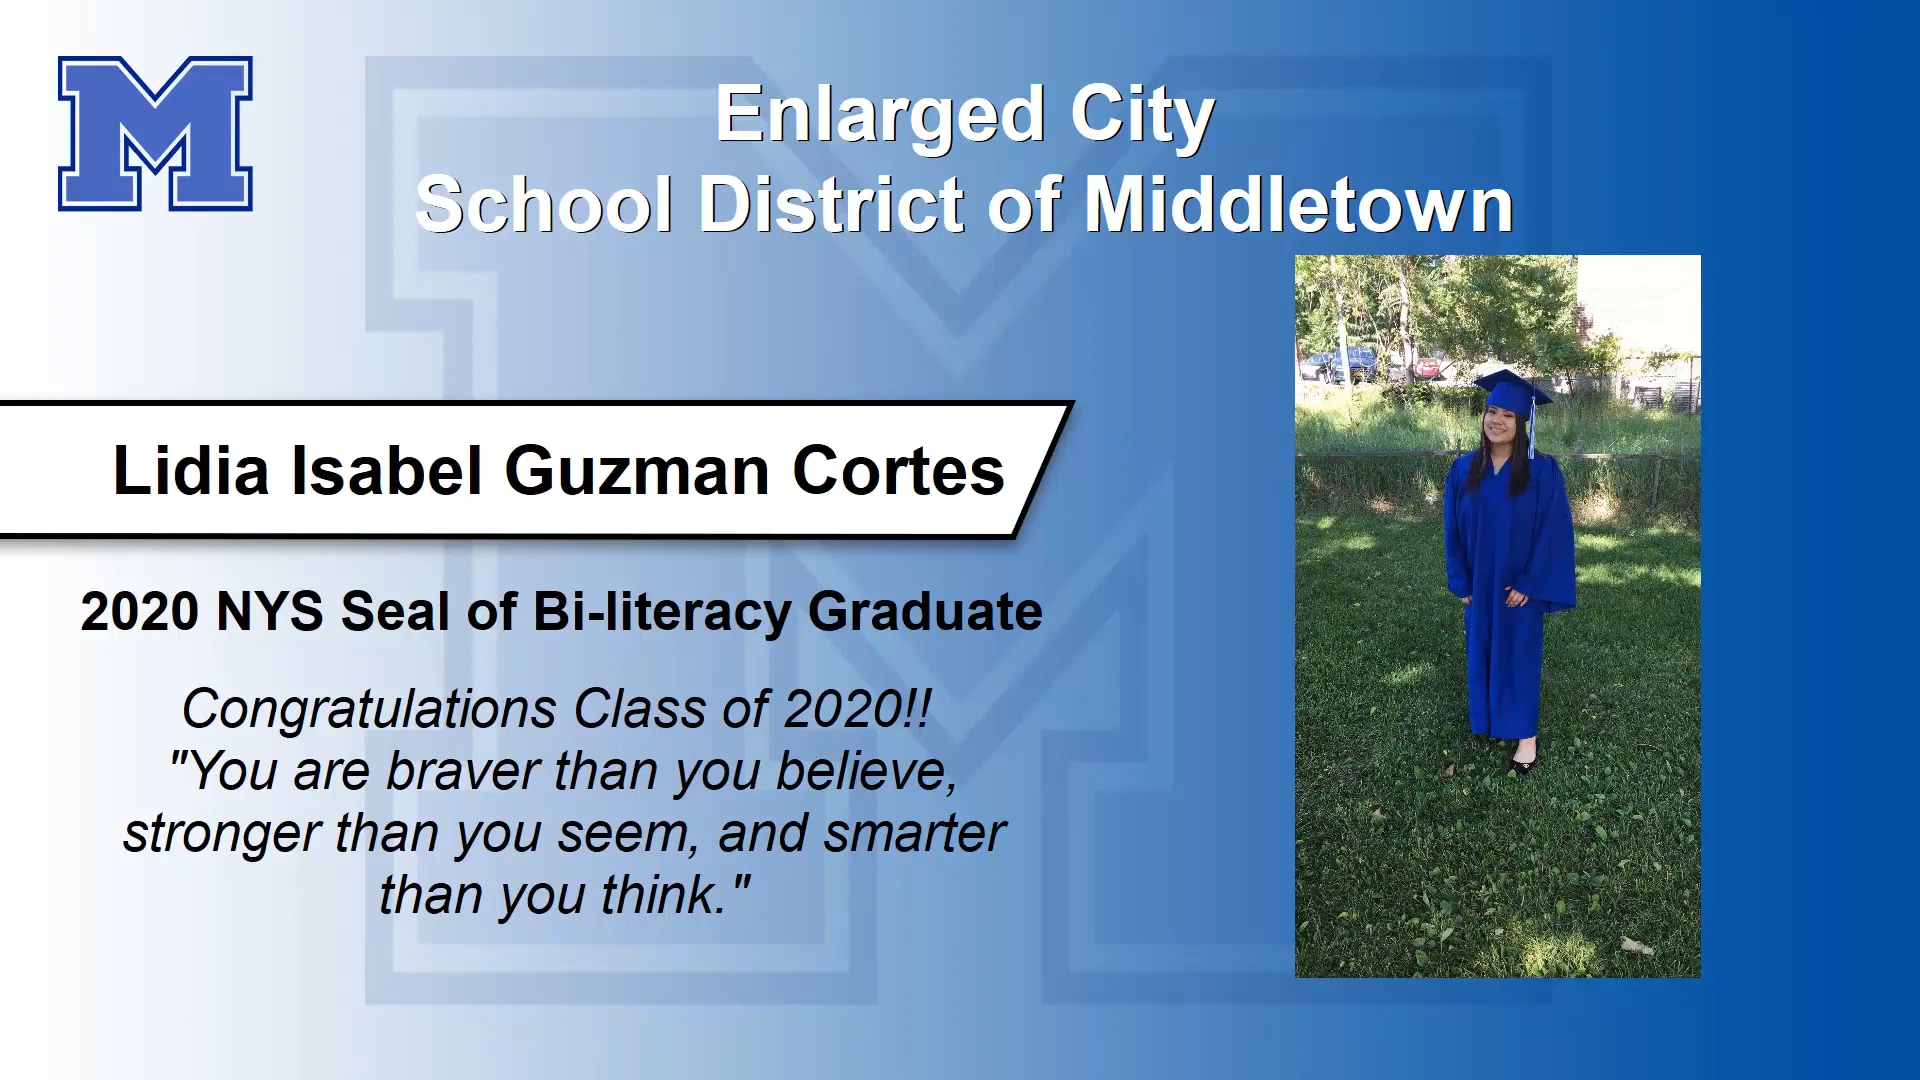 M
Enlarged City
School District of Middletown
Lidia Isabel Guzman Cortes
2020 NYS Seal of Bi-literacy Graduate
Congratulations Class of 2020!!
"You are braver than you believe,
stronger than you seem, and smarter
than you think."